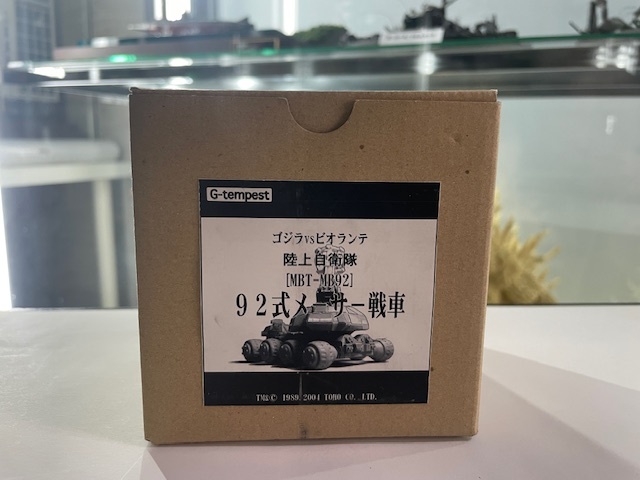 G-tempest
ゴジラvsビオランテ
陸上自衛隊
[MBT-MB92]
92式メーサー戦車
TM&© 1989,2004 TOHO CO.,LTD.